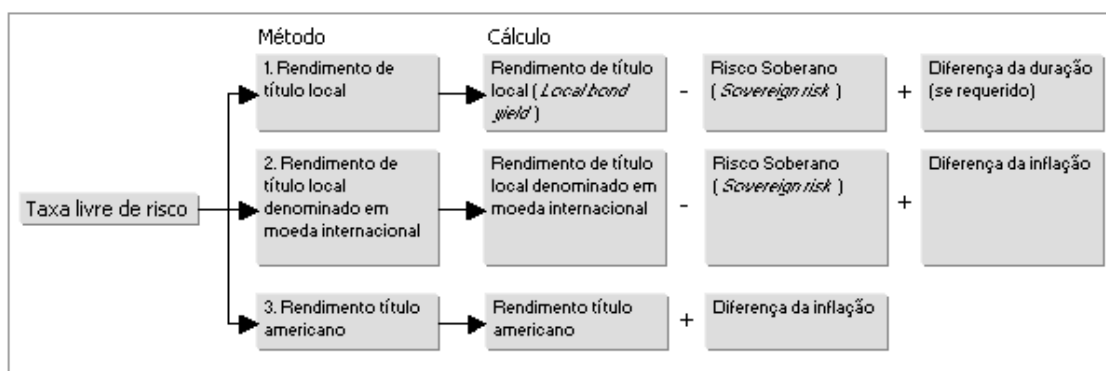 Método
Cálculo
1. Rendimento de
título local
Rendimento de título
local ( Local bond
yield )
-
Risco Soberano
( Sovereign risk )
+
Diferença da duração
(se requerido)
Taxa livre de risco
2. Rendimento de
título local
denominado em
moeda internacional
Rendimento de título
local denominado em
moeda internacional
-
Risco Soberano
( Sovereign risk )
+
Diferença da inflação
3. Rendimento título
americano
Rendimento título
americano
+
Diferença da inflação